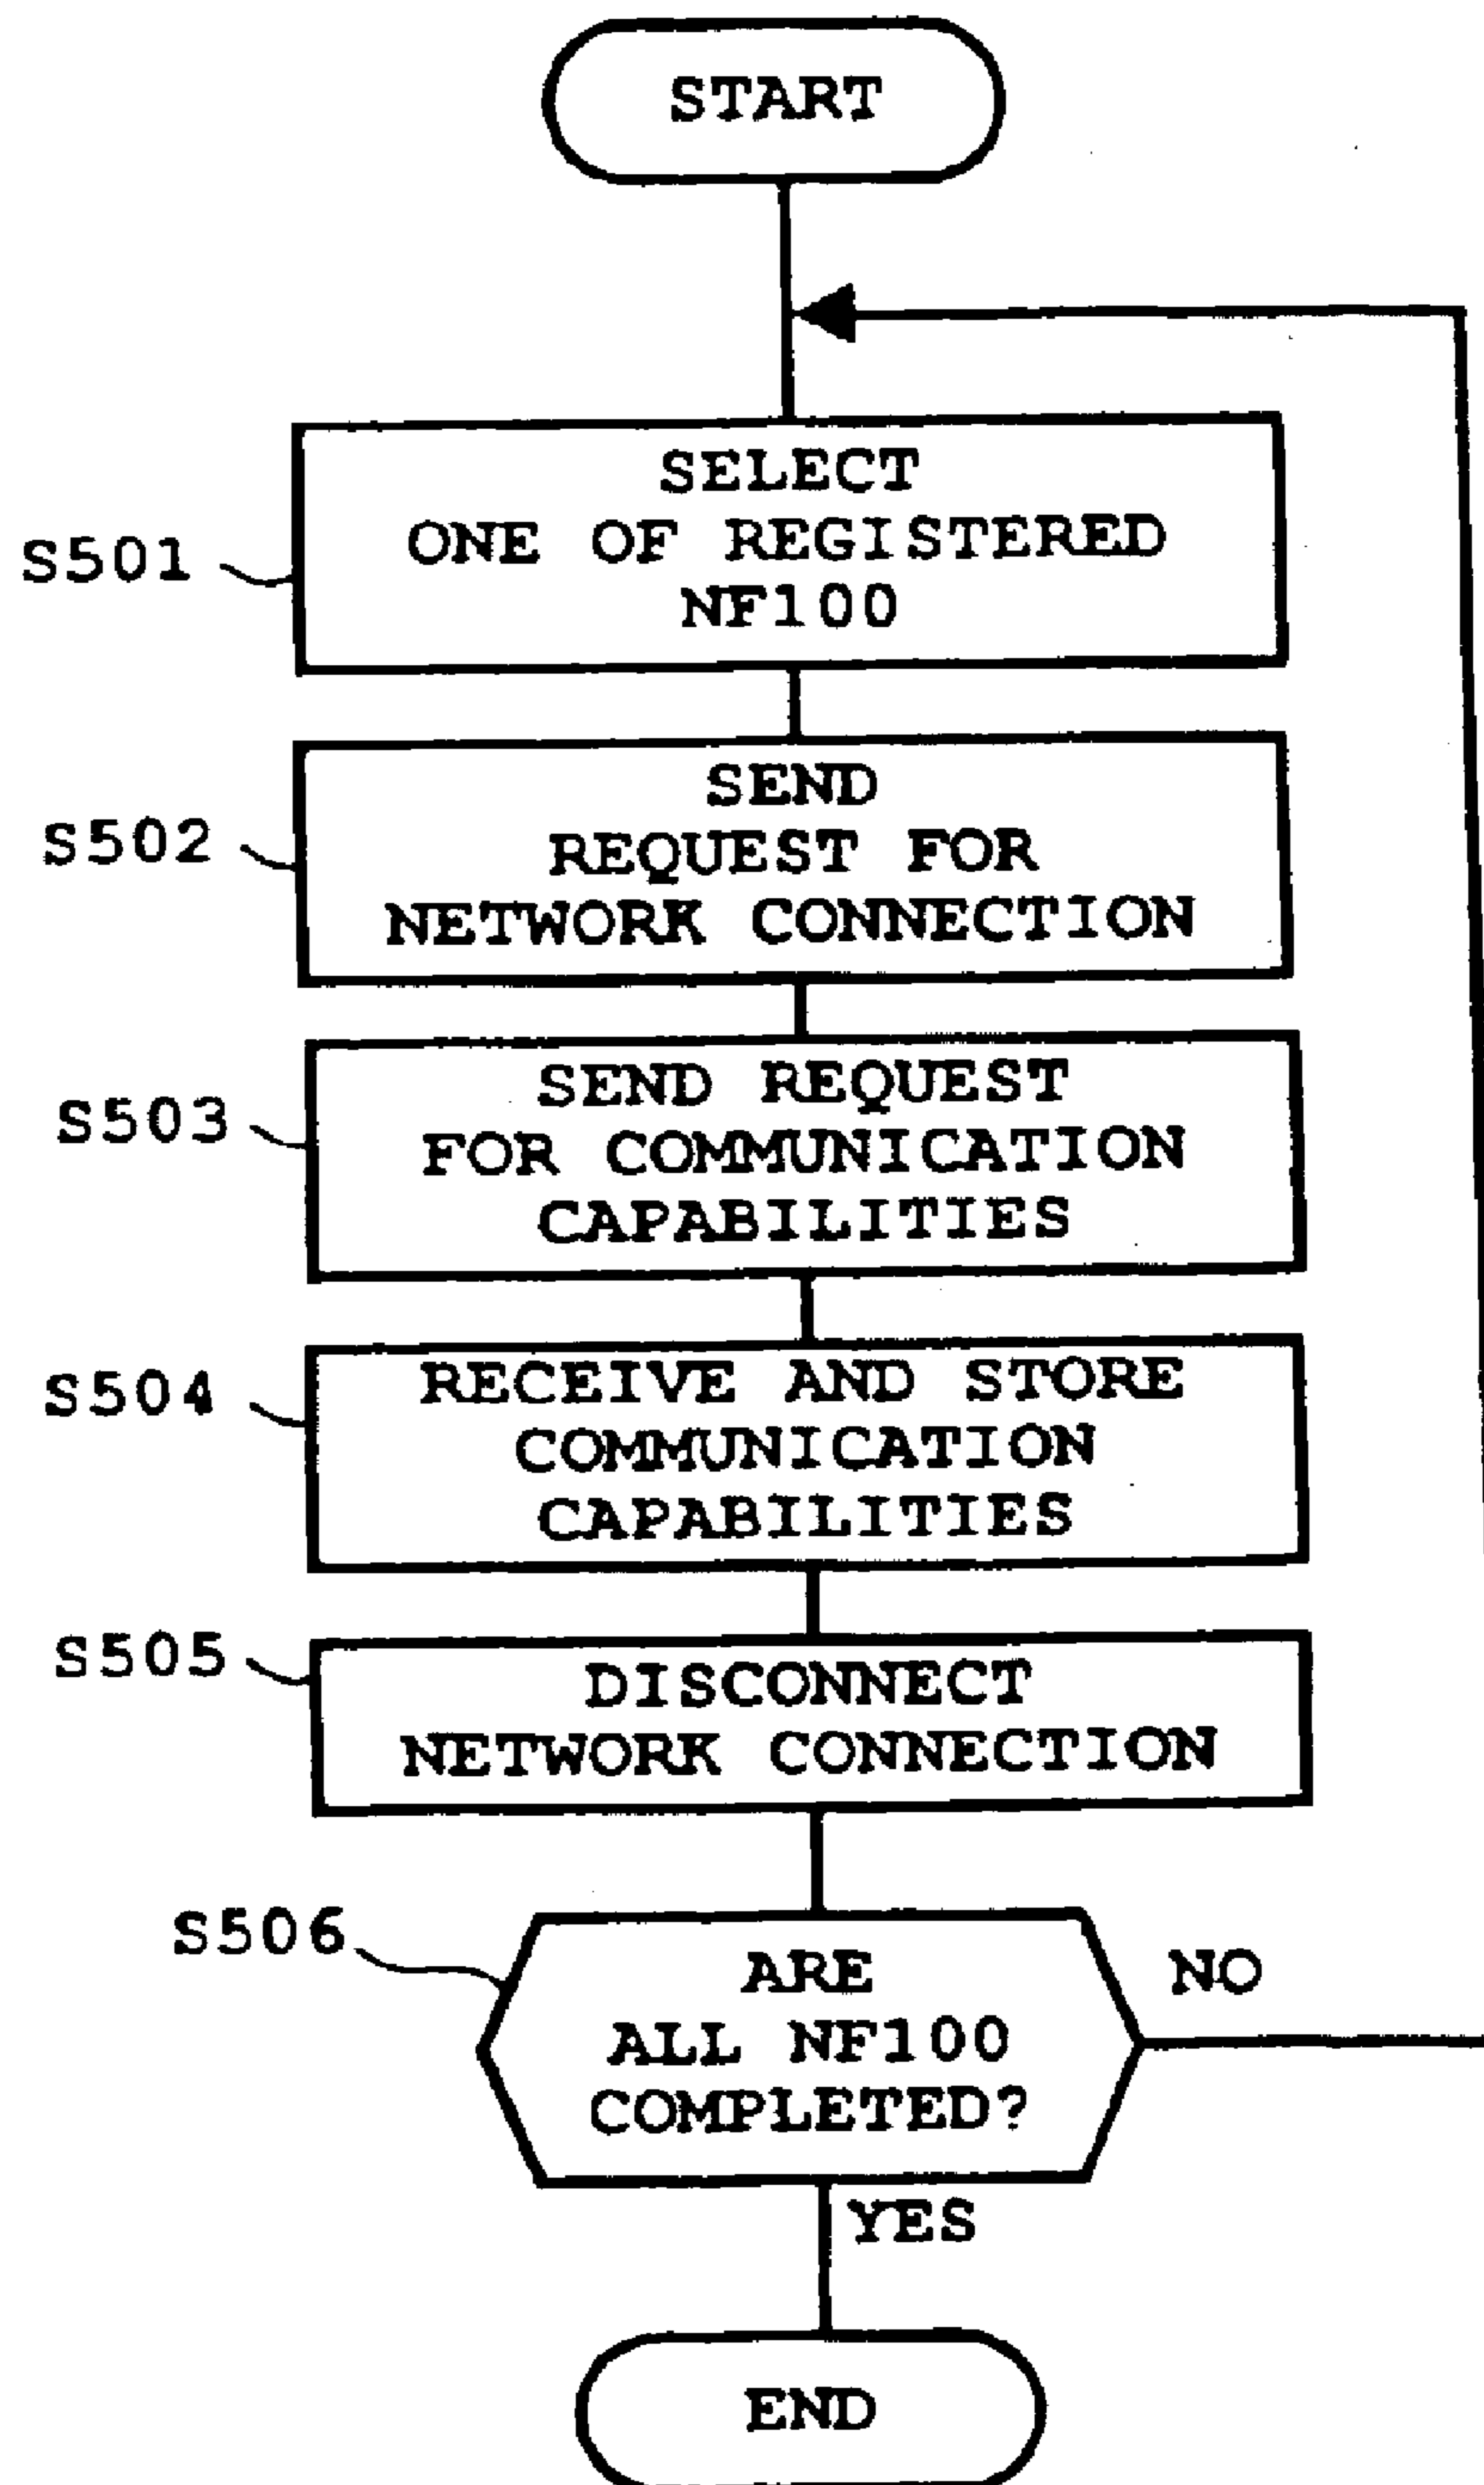 START
S501
SELECT
ONE OF REGISTERED
NF100
S502
SEND
REQUEST FOR
NETWORK CONNECTION
S503
SEND REQUEST
FOR COMMUNICATION
CAPABILITIES
S504
RECEIVE AND STORE
COMMUNICATION
CAPABILITIES
S505
DISCONNECT
NETWORK CONNECTION
S506
ARE
ALL NF100
COMPLETED?
NO
YES
END